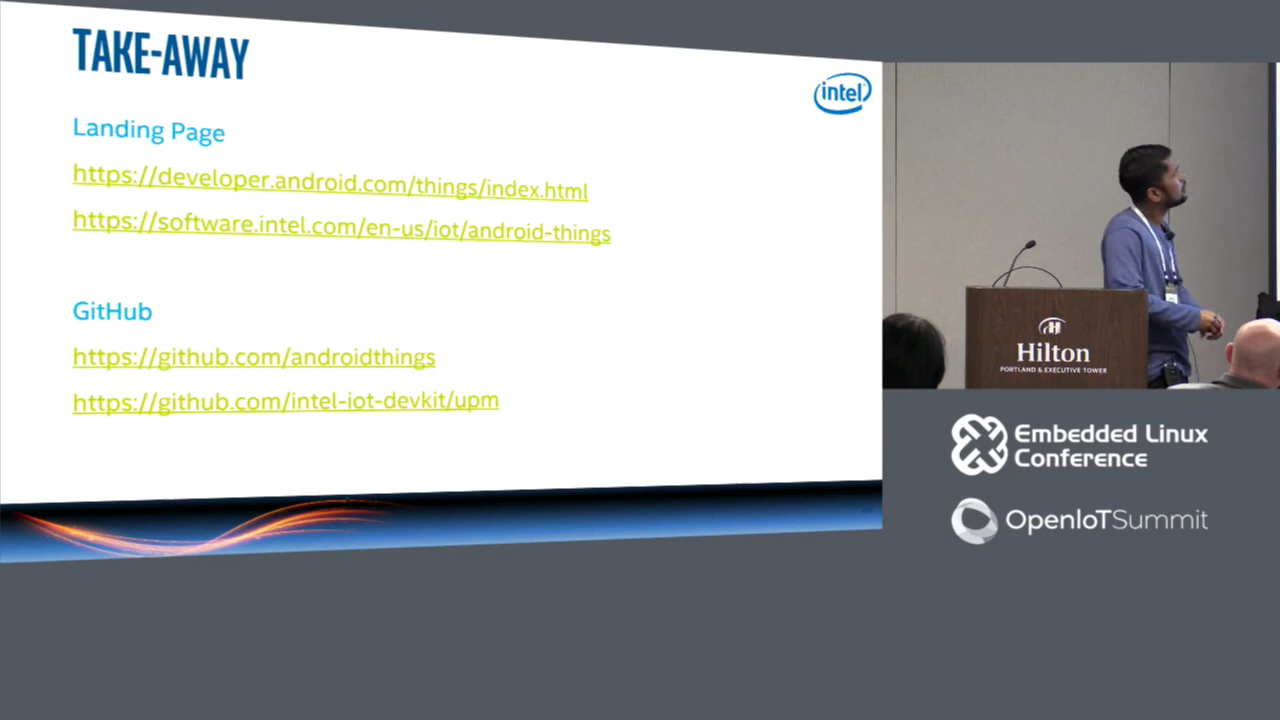 TAKE-AWAY
intel
Landing Page
https://developer.android.com/things/index.html
https://software.intel.com/en-us/iot/android-things
GitHub
https://github.com/androidthings
https://github.com/intel-iot-devkit/upm
H
Hilton
PORTLAND & EXECUTIVE TOWER
Embedded Linux
Conference
OpenIoTSummit